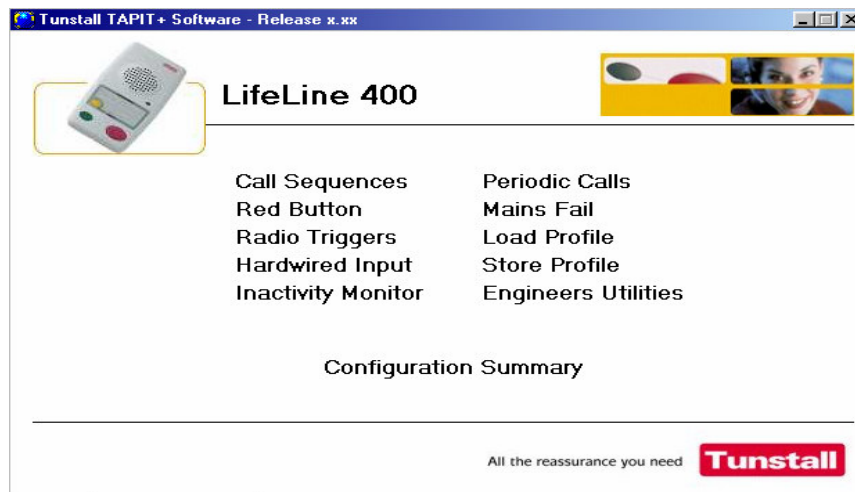 Tunstall TAPIT+ Software - Release x.xx
LifeLine 400
Call Sequences
Red Button
Radio Triggers
Hardwired Input
Inactivity Monitor
Periodic Calls
Mains Fail
Load Profile
Store Profile
Engineers Utilities
Configuration Summary
All the reassurance you need
Tunstall